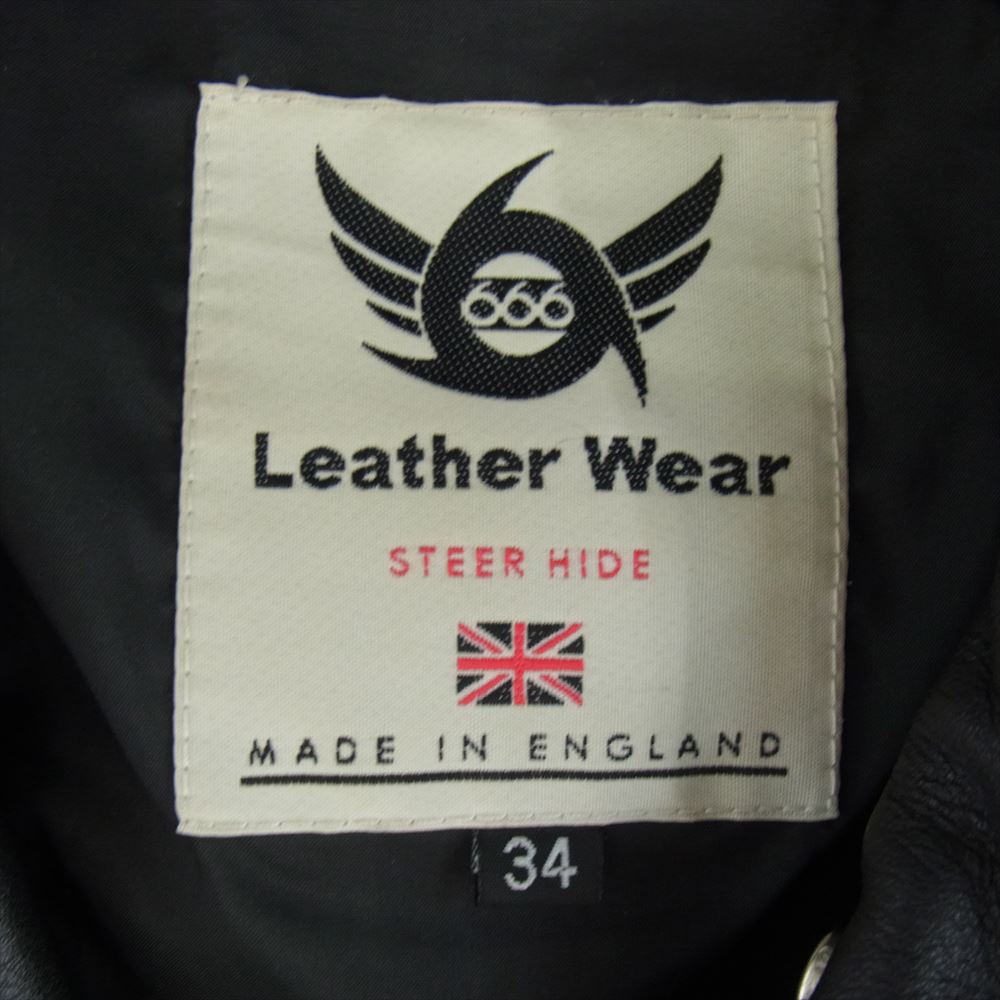 666
Leather Wear
STEER HIDE
MADE IN ENGLAND
34